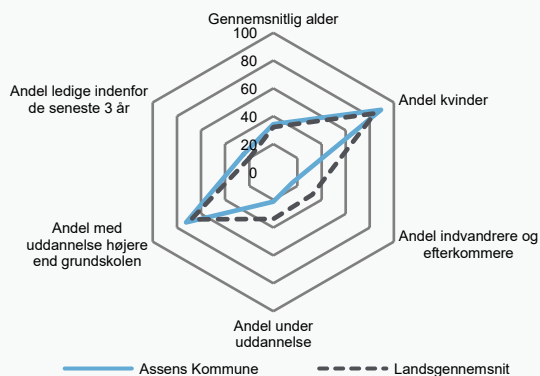 Gennemsnitlig alder
100
80
60
40
20
0
Andel kvinder
Andel indvandrere og
efterkommere
Andel under
uddannelse
Andel med
uddannelse højere
end grundskolen
Andel ledige indenfor
de seneste 3 år
Assens Kommune
Landsgennemsnit